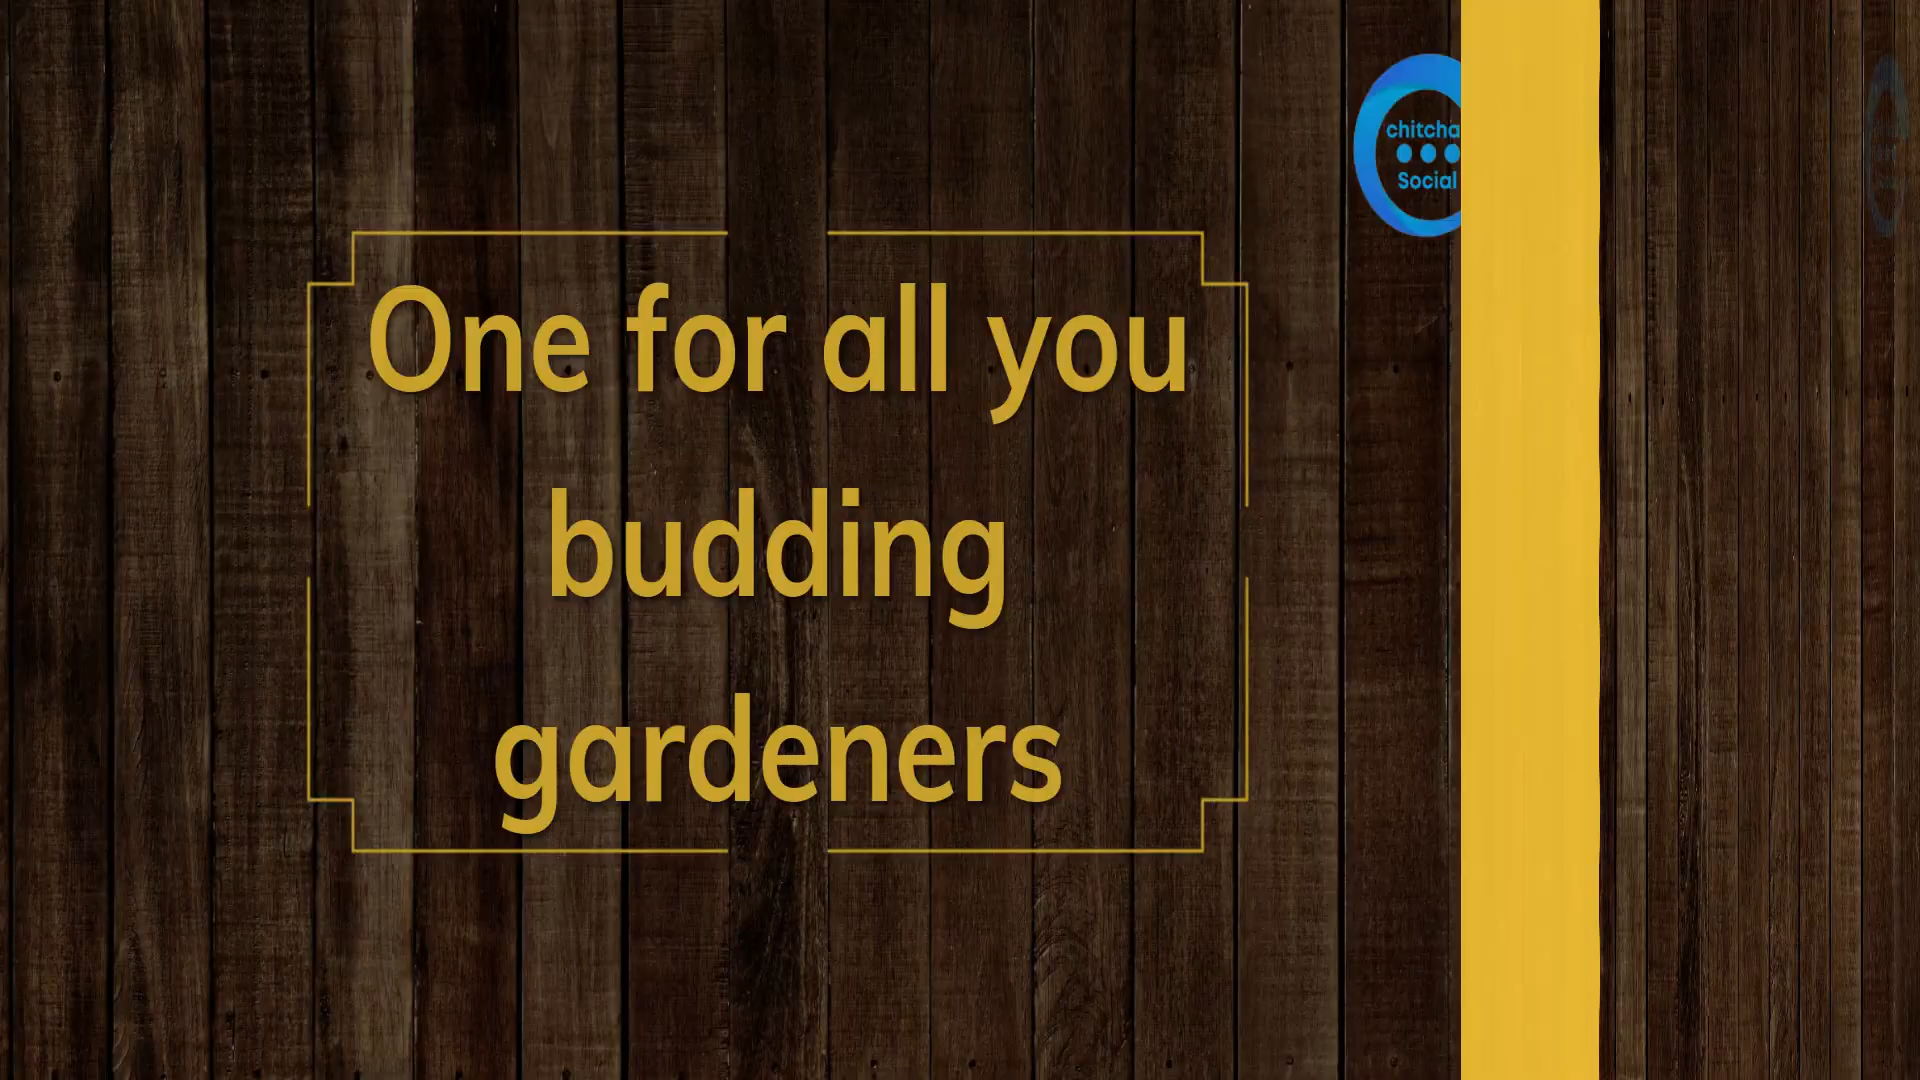 chitcha
Social
One for all you
budding
gardeners